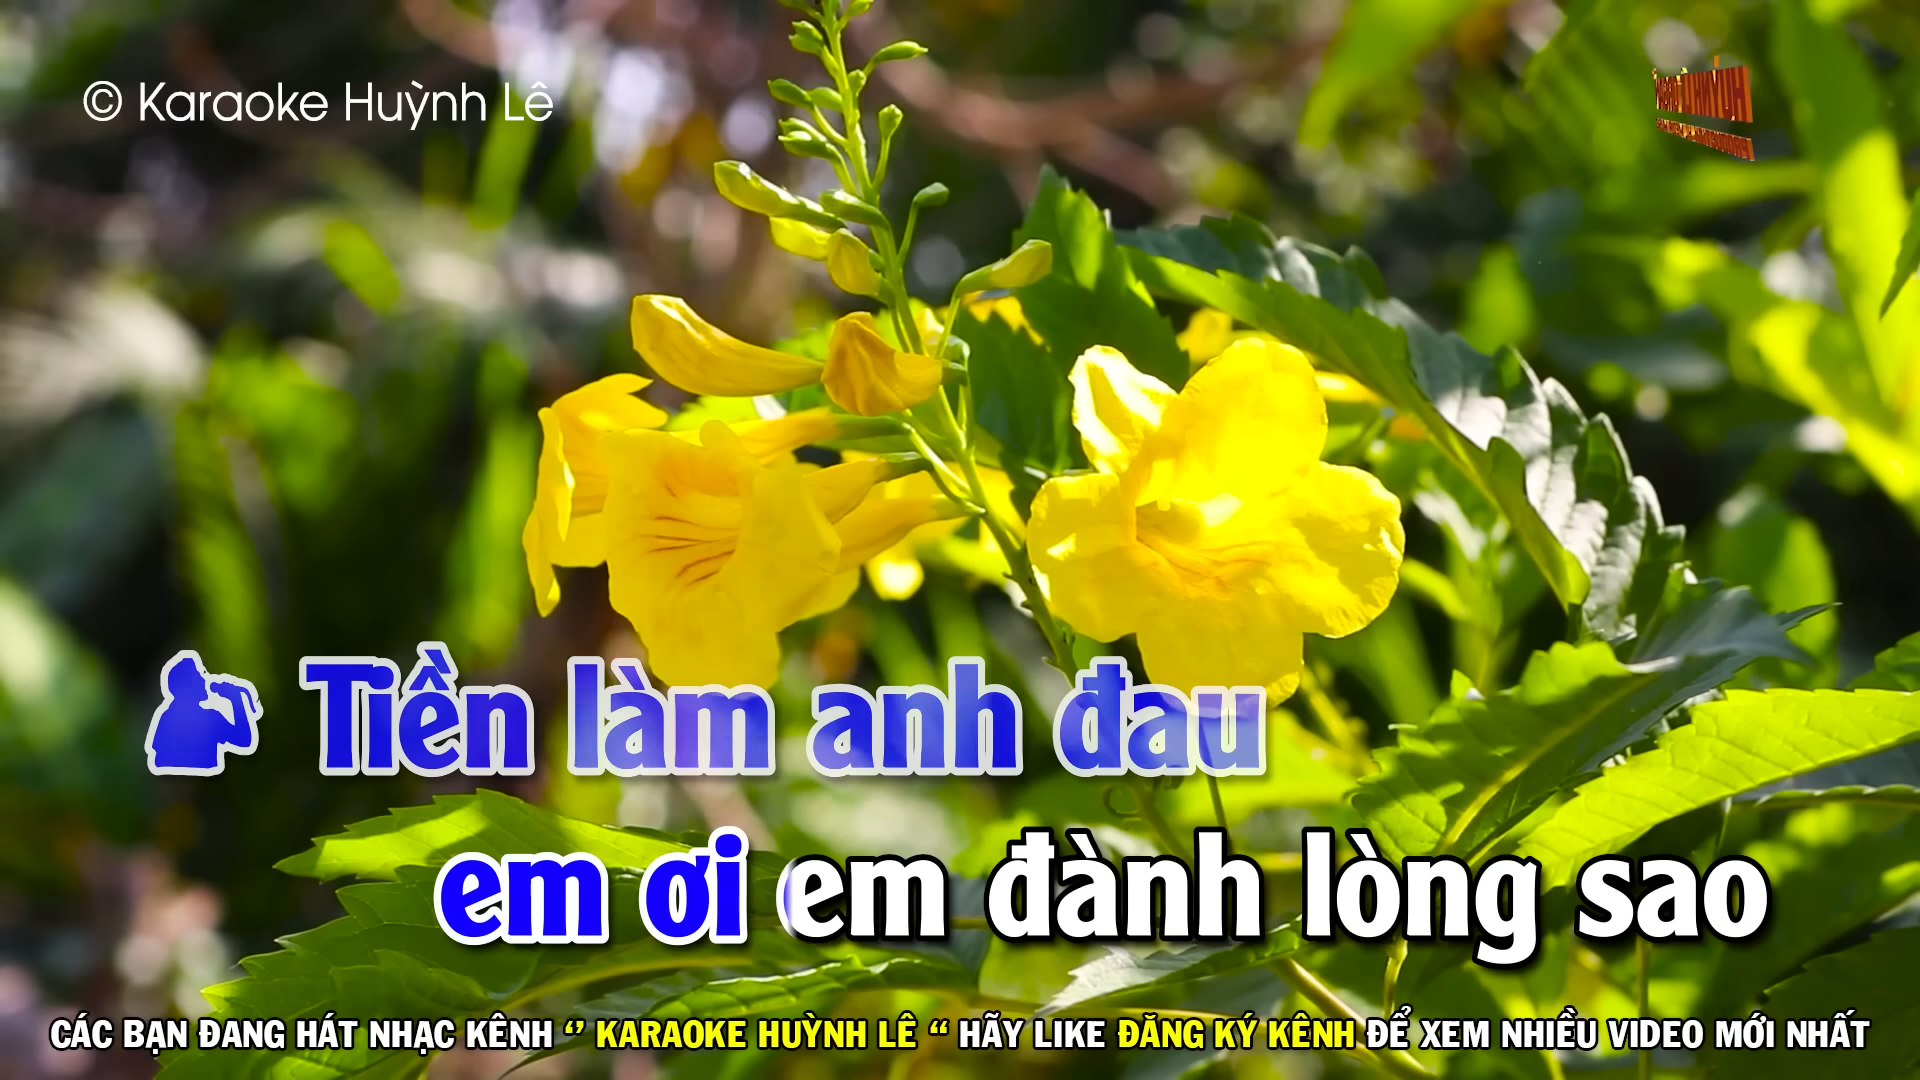 © Karaoke Huỳnh Lê
Tiền làm anh đau
em ơi em đành lòng sao
CÁC BẠN ĐANG HÁT NHẠC KÊNH ‘’ KARAOKE HUỲNH LÊ “ HÃY LIKE ĐĂNG KÝ KÊNH ĐỂ XEM NHIỀU VIDEO MỚI NHẤT